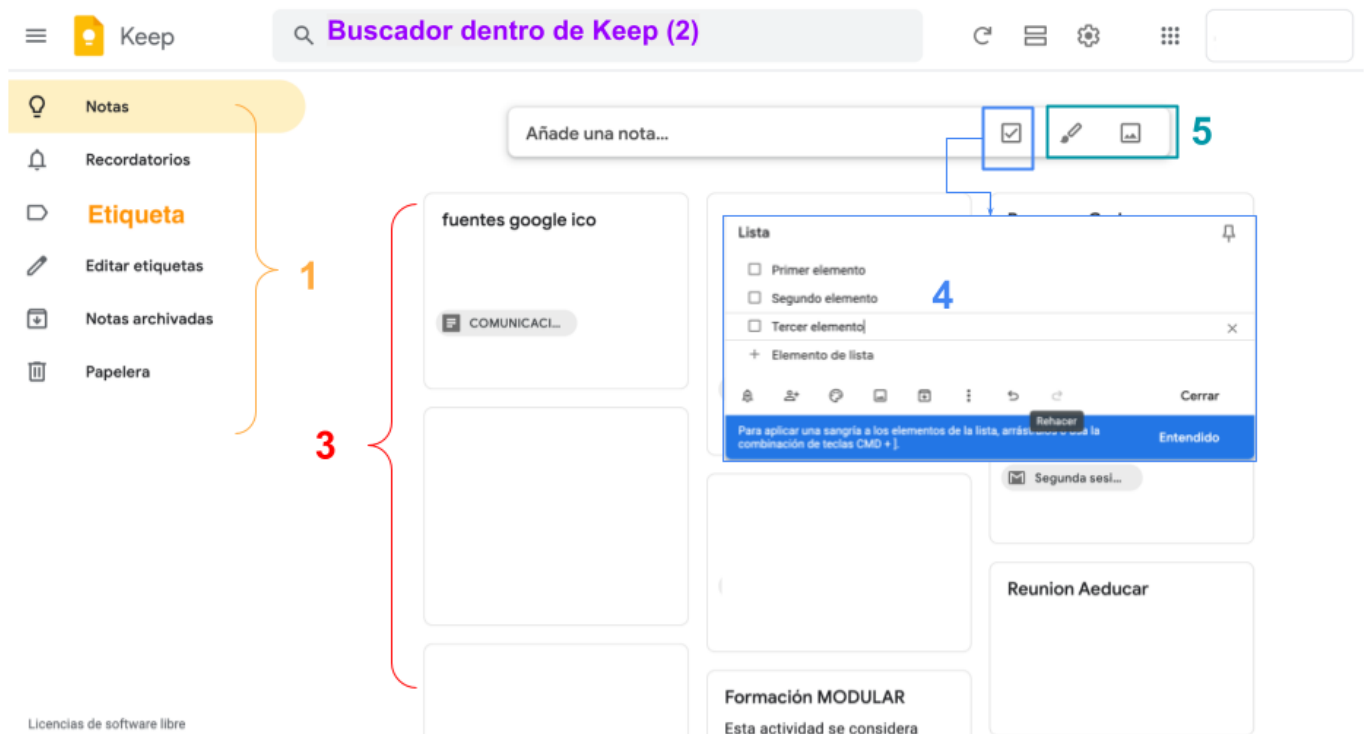 Keep
Buscador dentro de Keep (2)
Notas
Recordatorios
Etiqueta
Editar etiquetas
Notas archivadas
Papelera
1
Añade una nota...
5
3
fuentes google ico
COMUNICACI...
Lista
Primer elemento
Segundo elemento
4
Tercer elemento
Elemento de lista
Cerrar
Rehacer
Para aplicar una sangría a los elementos de la lista, la
combinación de teclas CMD + ].
Entendido
Segunda sesi...
Reunion Aeducar
Formación MODULAR
Esta actividad se considera
Licencias de software libre